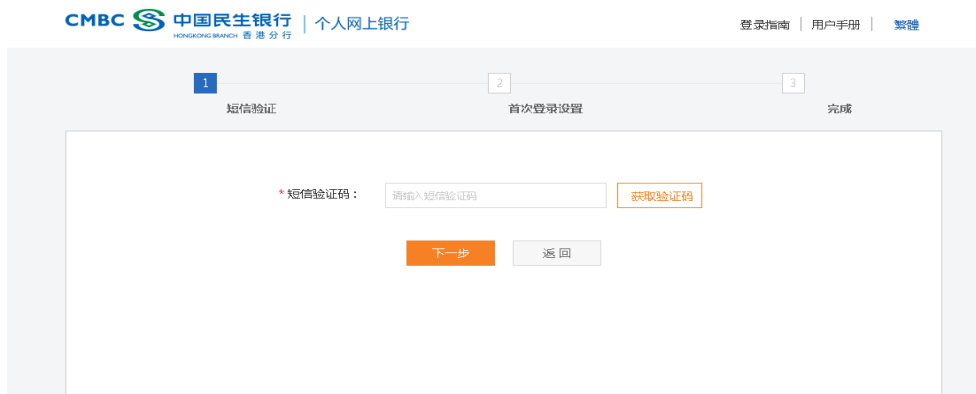 CMBC 中国民生银行 个人网上银行
HONGKONG BRANCH 香港分行
登录指南 用户手册 繁體
1 2 3
短信验证 首次登录设置 完成
*短信验证码： 请输入短信验证码 获取验证码
下一步 返回